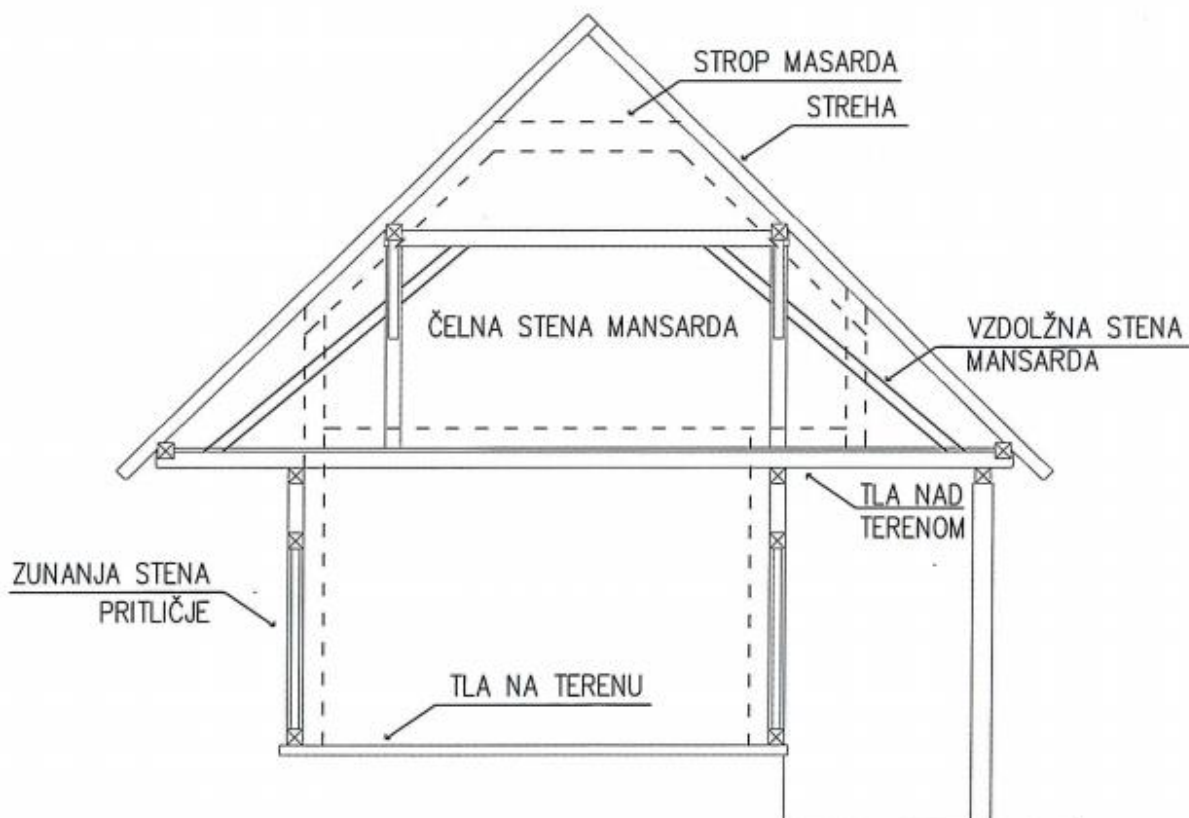 STROP MASARDA
STREHA
ČELNA STENA MANSARDA
VZDOLŽNA STENA
MANSARDA
TLA NAD
TERENOM
ZUNANJA STENA
PRITLIČJE
TLA NA TERENU